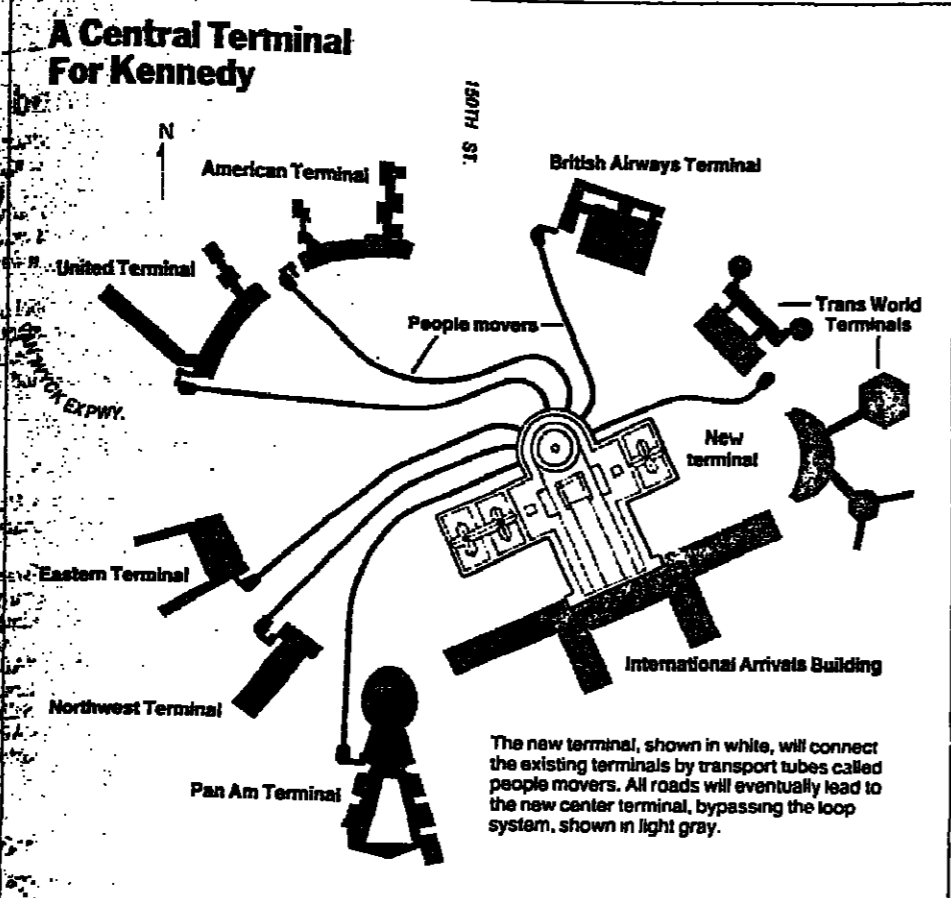 A Central Terminal
For Kennedy
150TH ST.
N
American Terminal
British Airways Terminal
United Terminal
Trans World
Terminals
People movers
EXPWY.
New
terminal
Eastern Terminal
International Arrivals Building
Northwest Terminal
Pan Am Terminal
The new terminal, shown in white, will connect
the existing terminals by transport tubes called
people movers. All roads will eventually lead to
the new center terminal, bypassing the loop
system, shown in light gray.